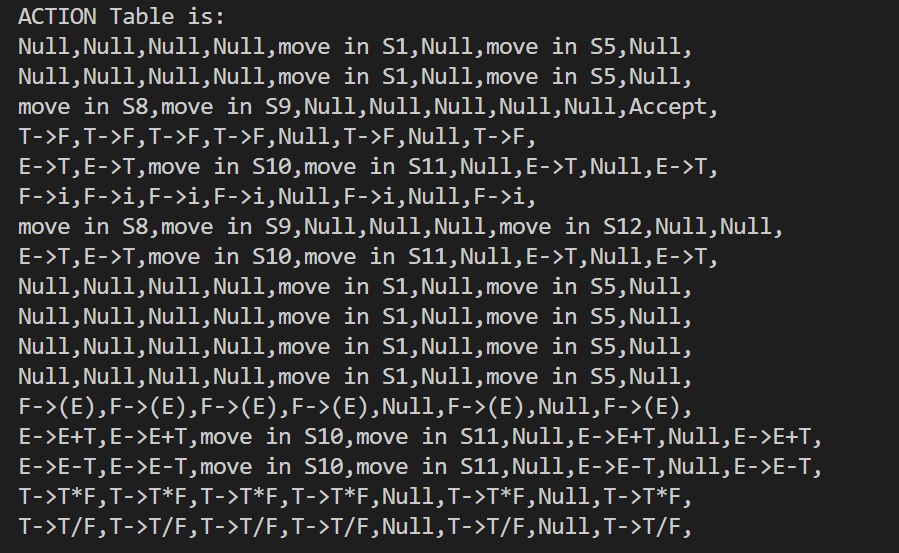 ACTION Table is:
Null,Null,Null,Null,move in S1,Null,move in S5,Null,
Null,Null,Null,Null,move in S1,Null,move in S5,Null,
move in S8,move in S9,Null,Null,Null,Null,Null,Accept,
T->F,T->F,T->F,T->F,Null,T->F,Null,T->F,
E->T,E->T,move in S10,move in S11,Null,E->T,Null,E->T,
F->i,F->i,F->i,F->i,Null,F->i,Null,F->i,
move in S8,move in S9,Null,Null,Null,move in S12,Null,Null,
E->T,E->T,move in S10,move in S11,Null,E->T,Null,E->T,
Null,Null,Null,Null,move in S1,Null,move in S5,Null,
Null,Null,Null,Null,move in S1,Null,move in S5,Null,
Null,Null,Null,Null,move in S1,Null,move in S5,Null,
Null,Null,Null,Null,move in S1,Null,move in S5,Null,
F->(E),F->(E),F->(E),F->(E),Null,F->(E),Null,F->(E),
E->E+T,E->E+T,move in S10,move in S11,Null,E->E+T,Null,E->E+T,
E->E-T,E->E-T,move in S10,move in S11,Null,E->E-T,Null,E->E-T,
T->T*F,T->T*F,T->T*F,T->T*F,Null,T->T*F,Null,T->T*F,
T->T/F,T->T/F,T->T/F,T->T/F,Null,T->T/F,Null,T->T/F,